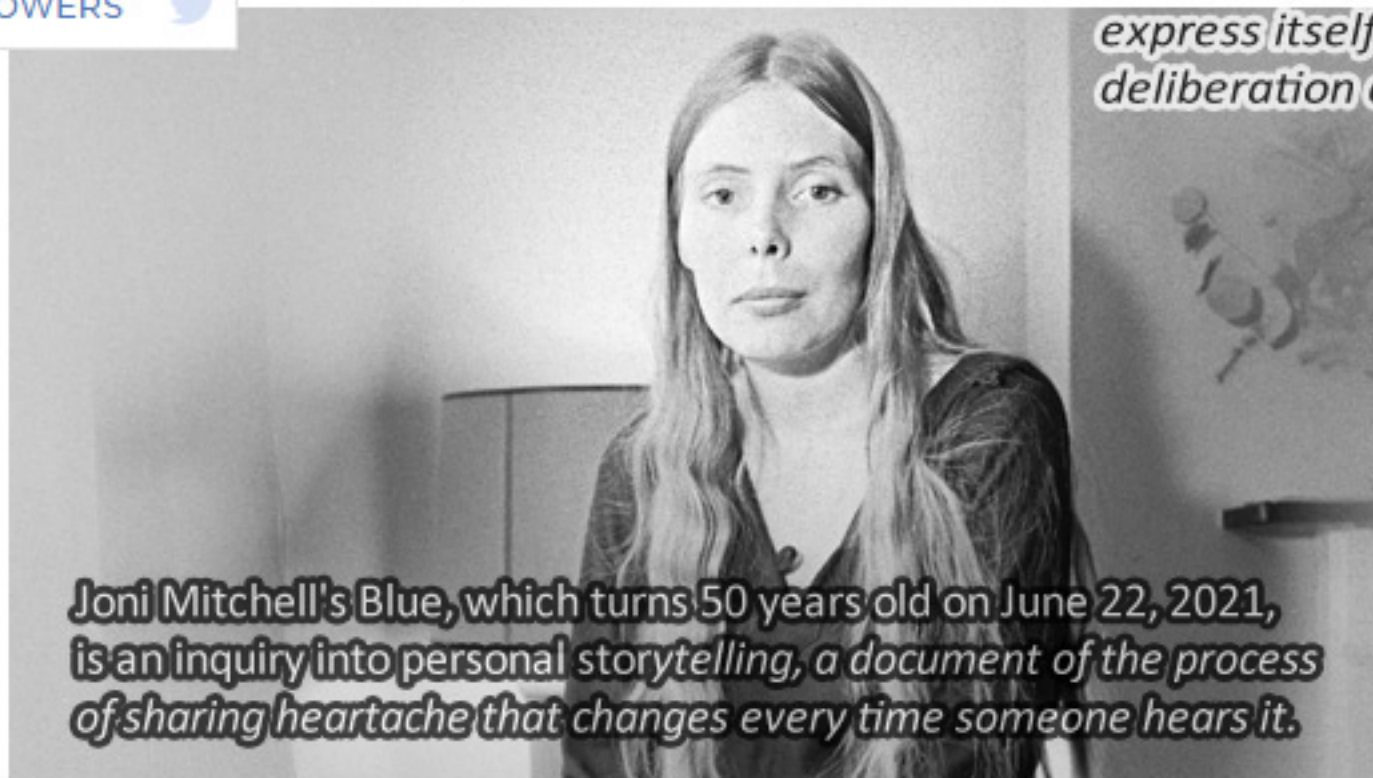 OWERS
express itself
deliberation
Joni Mitchell's Blue, which turns 50 years old on June 22, 2021,
is an inquiry into personal storytelling, a document of the process
of sharing heartache that changes every time someone hears it.